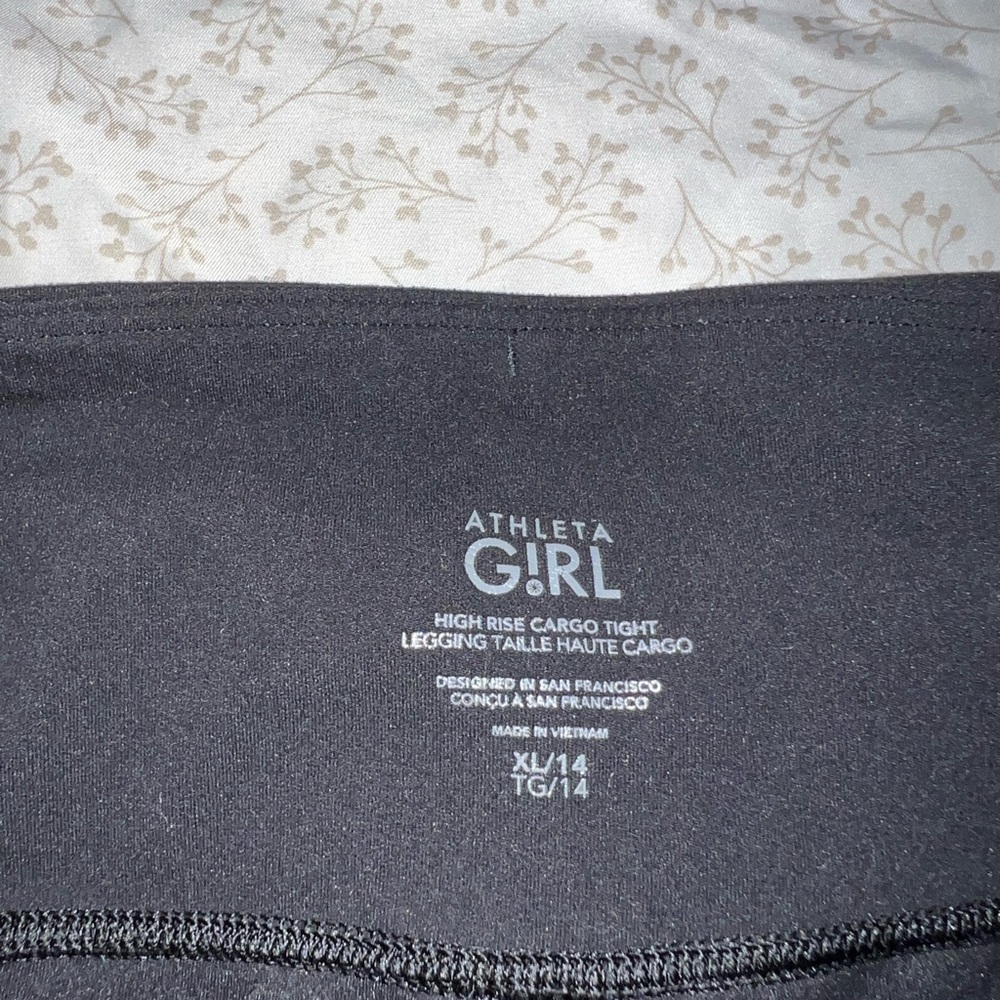 ATHLETA
G!RL
HIGH RISE CARGO TIGHT
LEGGING TAILLE HAUTE CARGO
DESIGNED IN SAN FRANCISCO
CONÇU À SAN FRANCISCO
MADE IN VIETNAM
XL/14
TG/14